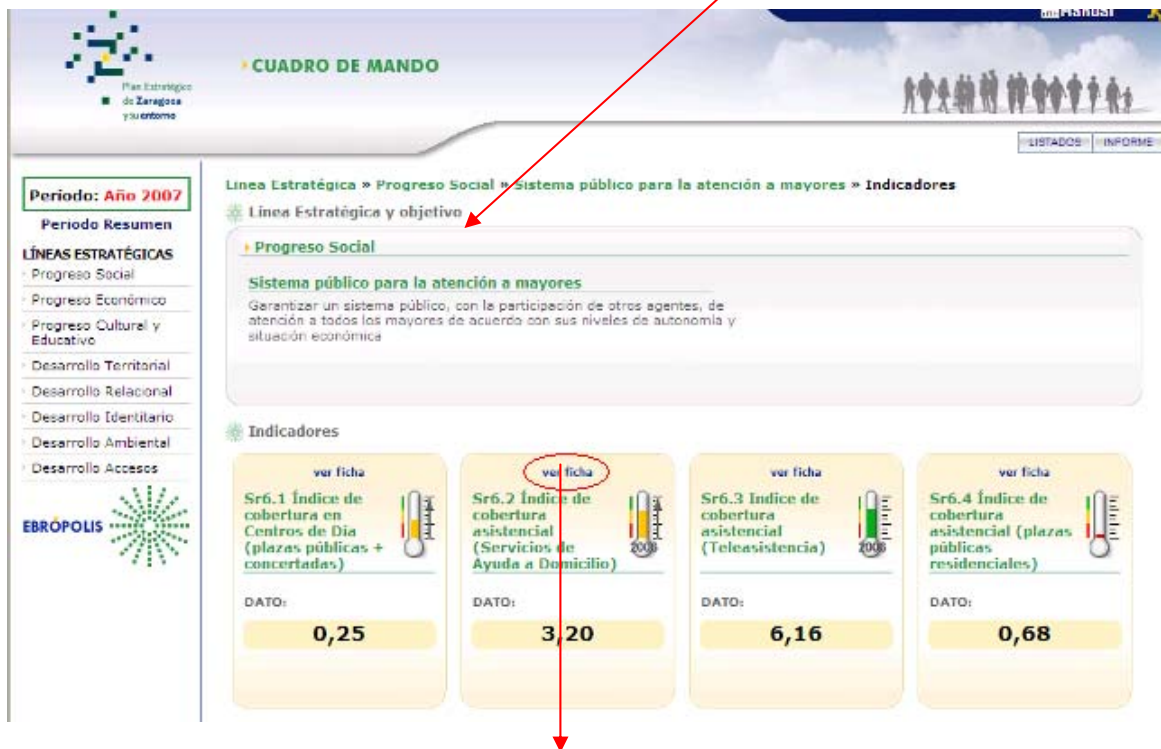 Manual
CUADRO DE MANDO
Plan Estratégico
de Zaragoza
y su entorno
LISTADOS INFORME
Periodo: Año 2007
Periodo Resumen
LÍNEAS ESTRATÉGICAS
Progreso Social
Progreso Económico
Progreso Cultural y
Educativo
Desarrollo Territorial
Desarrollo Relacional
Desarrollo Identitario
Desarrollo Ambiental
Desarrollo Accesos
EBRÓPOLIS
Línea Estratégica » Progreso Social » Sistema público para la atención a mayores » Indicadores
Línea Estratégica y objetivo
Progreso Social
Sistema público para la atención a mayores
Garantizar un sistema público, con la participación de otros agentes, de
atención a todos los mayores de acuerdo con sus niveles de autonomía y
situación económica
Indicadores
ver ficha
Sr6.1 Índice de
cobertura en
Centros de Día
(plazas públicas +
concertadas)
DATO:
0,25
ver ficha
Sr6.2 Índice de
cobertura
asistencial
(Servicios de
Ayuda a Domicilio)
2006
DATO:
3,20
ver ficha
Sr6.3 Indice de
cobertura
asistencial
(Teleasistencia)
2006
DATO:
6,16
ver ficha
Sr6.4 Índice de
cobertura
asistencial (plazas
públicas
residenciales)
DATO:
0,68